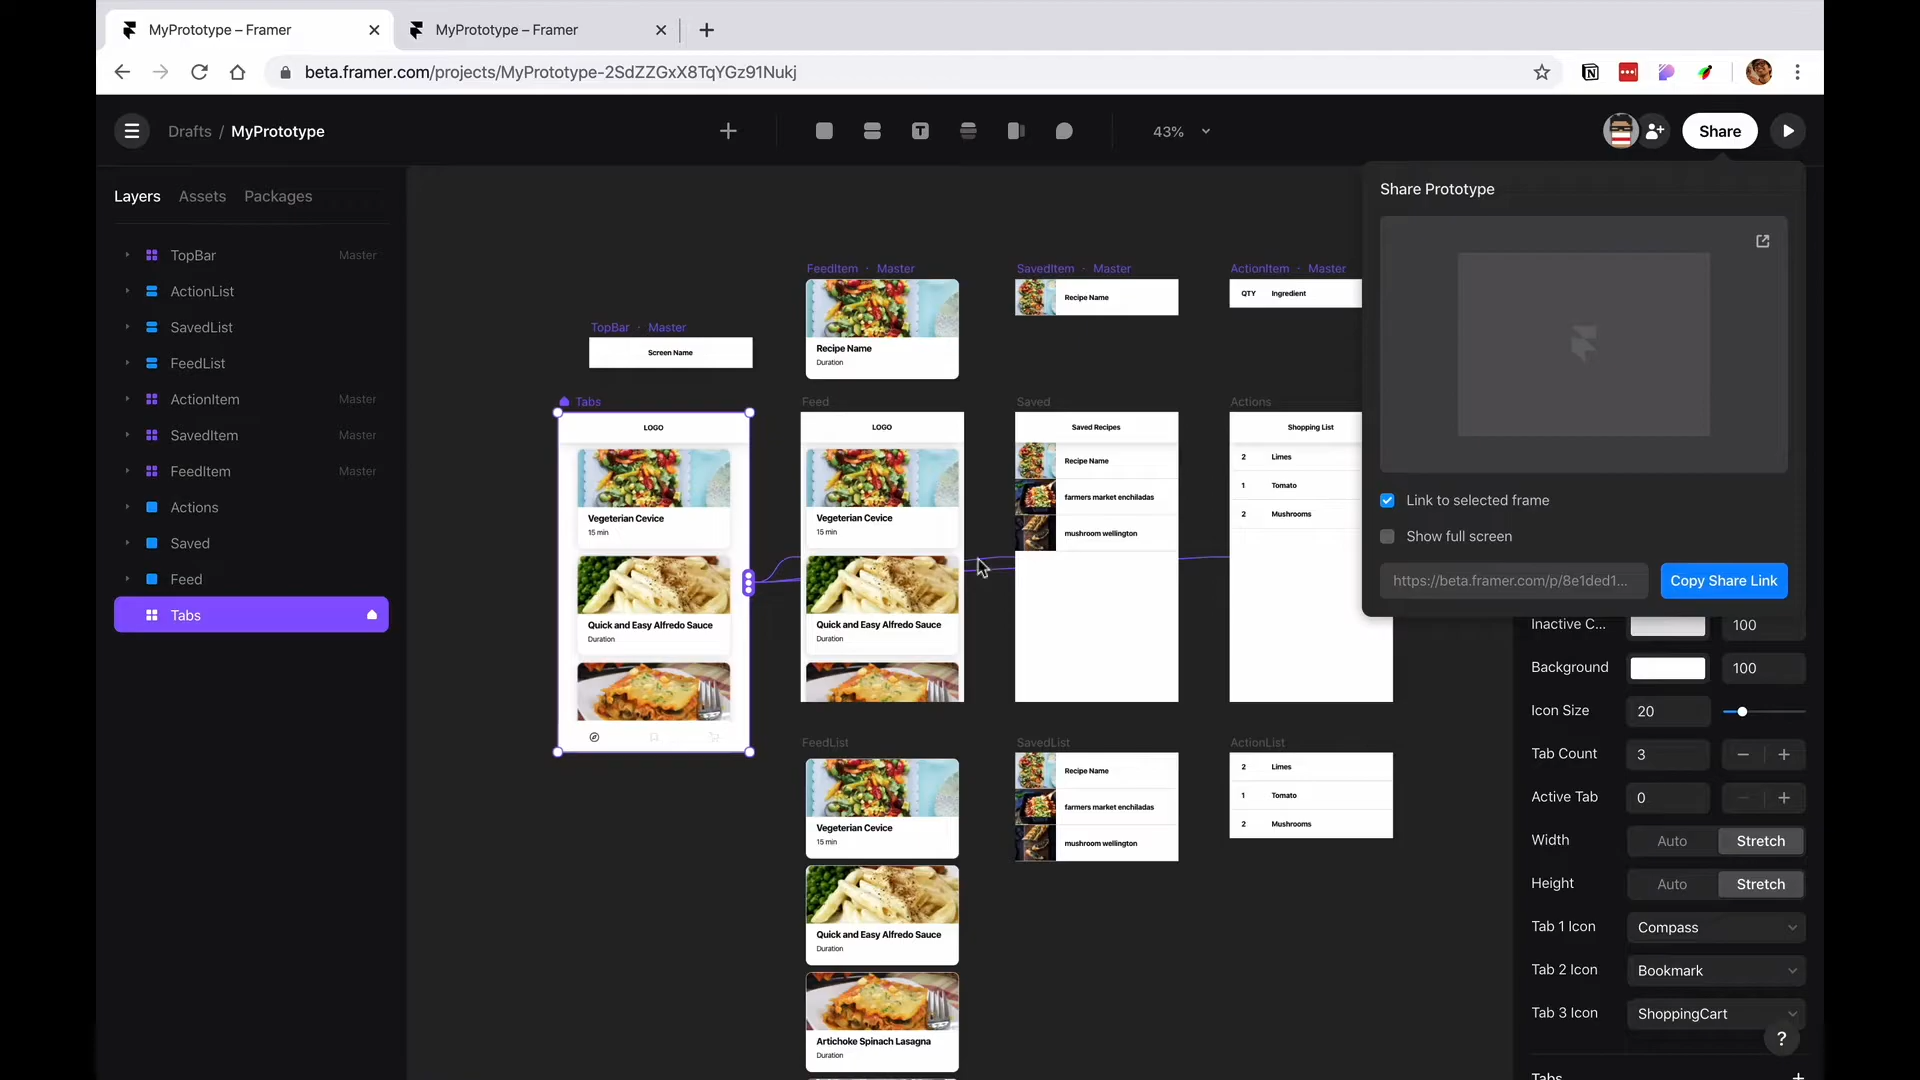 MyPrototype – Framer
MyPrototype – Framer
beta.framer.com/projects/MyPrototype-2SdZZGxX8TqYGz91Nukj
Drafts / MyPrototype
43%
Share
Layers
Assets
Packages
TopBar Master
ActionList
SavedList
FeedList
ActionItem Master
SavedItem Master
FeedItem Master
Actions
Saved
Feed
Tabs
TopBar · Master
Screen Name
FeedItem · Master
Recipe Name
Duration
SavedItem · Master
Recipe Name
ActionItem · Master
QTY Ingredient
Tabs
LOGO
Vegeterian Cevice
15 min
Quick and Easy Alfredo Sauce
Duration
Feed
LOGO
Vegeterian Cevice
15 min
Quick and Easy Alfredo Sauce
Duration
Saved
Saved Recipes
Recipe Name
farmers market enchiladas
mushroom wellington
Actions
Shopping List
2 Limes
1 Tomato
2 Mushrooms
FeedList
Vegeterian Cevice
15 min
Quick and Easy Alfredo Sauce
Duration
Artichoke Spinach Lasagna
Duration
SavedList
Recipe Name
farmers market enchiladas
mushroom wellington
ActionList
2 Limes
1 Tomato
2 Mushrooms
Share Prototype
Link to selected frame
Show full screen
https://beta.framer.com/p/8e1ded1...
Copy Share Link
Inactive C... 100
Background 100
Icon Size 20
Tab Count 3
Active Tab 0
Width Auto Stretch
Height Auto Stretch
Tab 1 Icon Compass
Tab 2 Icon Bookmark
Tab 3 Icon ShoppingCart
?
Tabs